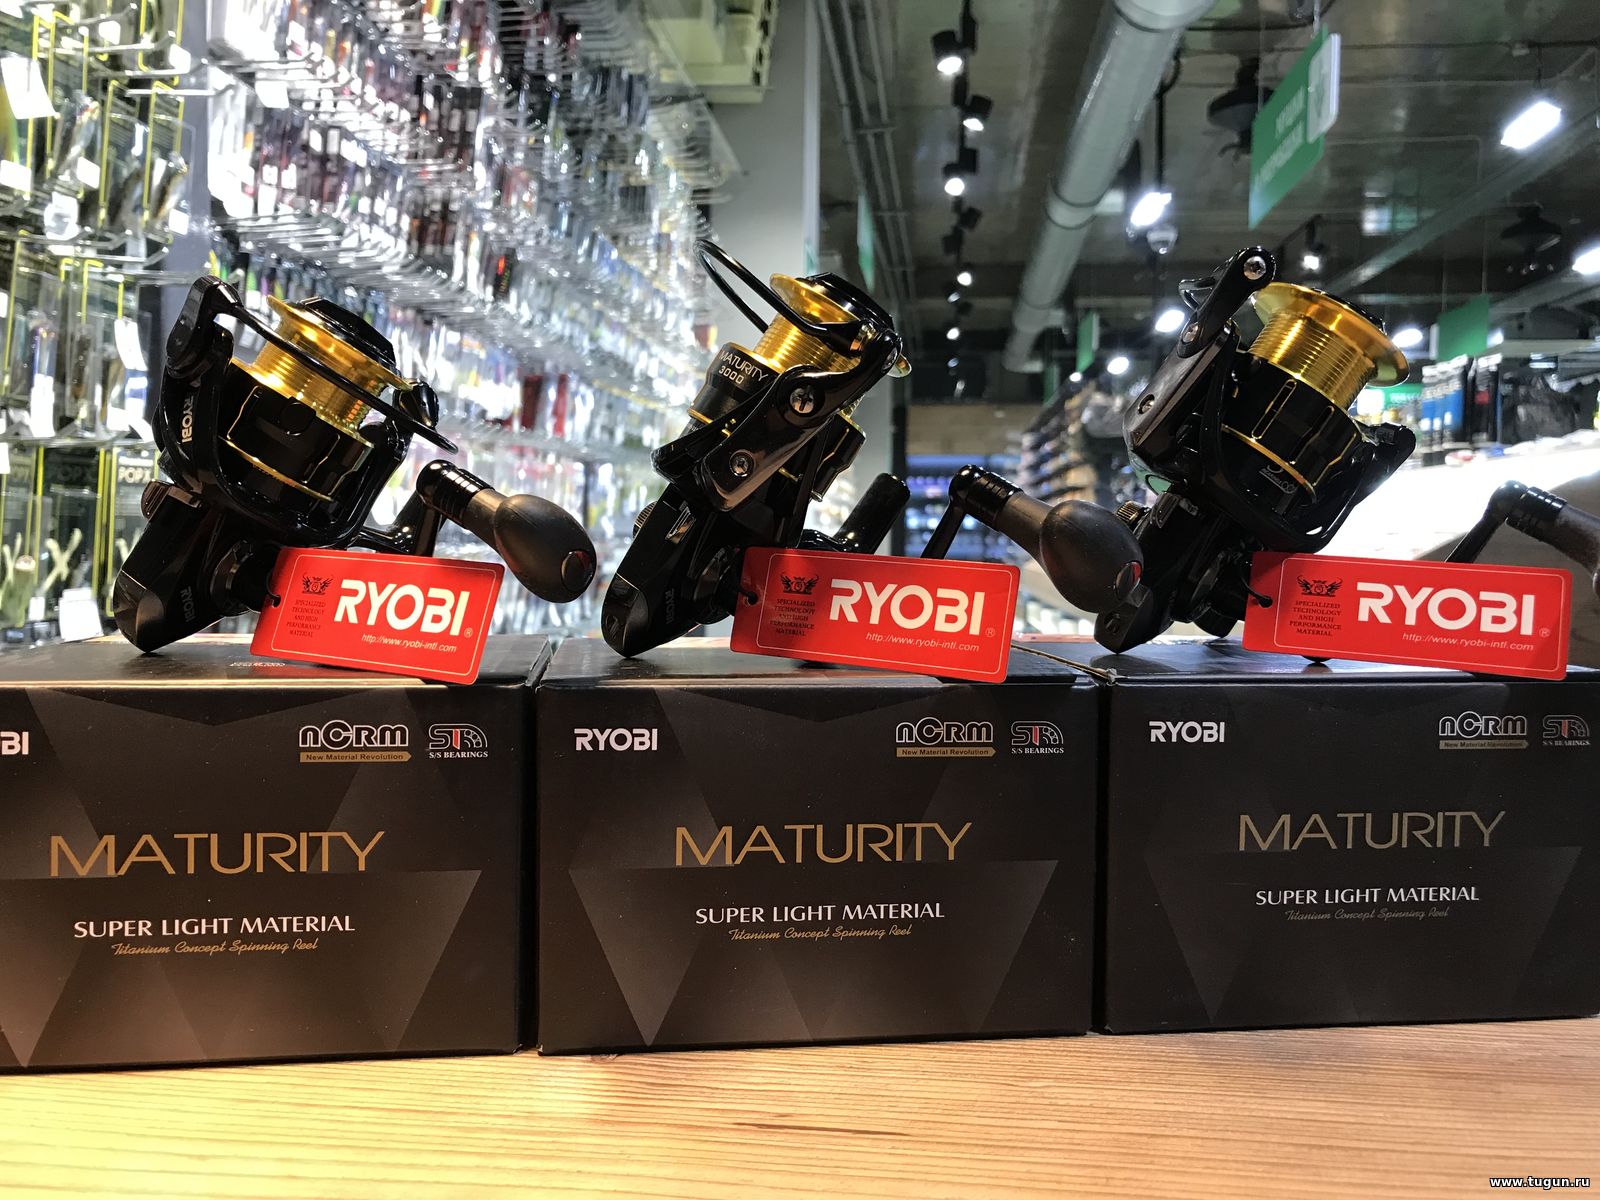 MATURITY
3000
RYOBI
RYOBI
SPECIALIZED
TECHNOLOGY
AND HIGH
PERFORMANCE
MATERIAL
RYOBI®
http://www.ryobi-intl.com
SPECIALIZED
TECHNOLOGY
AND HIGH
PERFORMANCE
MATERIAL
RYOBI®
http://www.ryobi-intl.com
SPECIALIZED
TECHNOLOGY
AND HIGH
PERFORMANCE
MATERIAL
RYOBI®
http://www.ryobi-intl.com
BI
nCRM
New Material Revolution
S/S BEARINGS
MATURITY
SUPER LIGHT MATERIAL
Titanium Concept Spinning Reel
RYOBI
nCRM
New Material Revolution
S/S BEARINGS
MATURITY
SUPER LIGHT MATERIAL
Titanium Concept Spinning Reel
RYOBI
nCRM
New Material Revolution
S/S BEARINGS
MATURITY
SUPER LIGHT MATERIAL
Titanium Concept Spinning Reel
www.tugun.ru